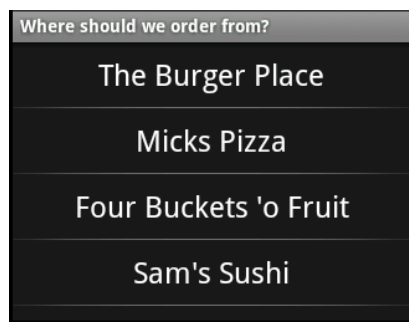 Where should we order from?
The Burger Place
Micks Pizza
Four Buckets 'o Fruit
Sam's Sushi